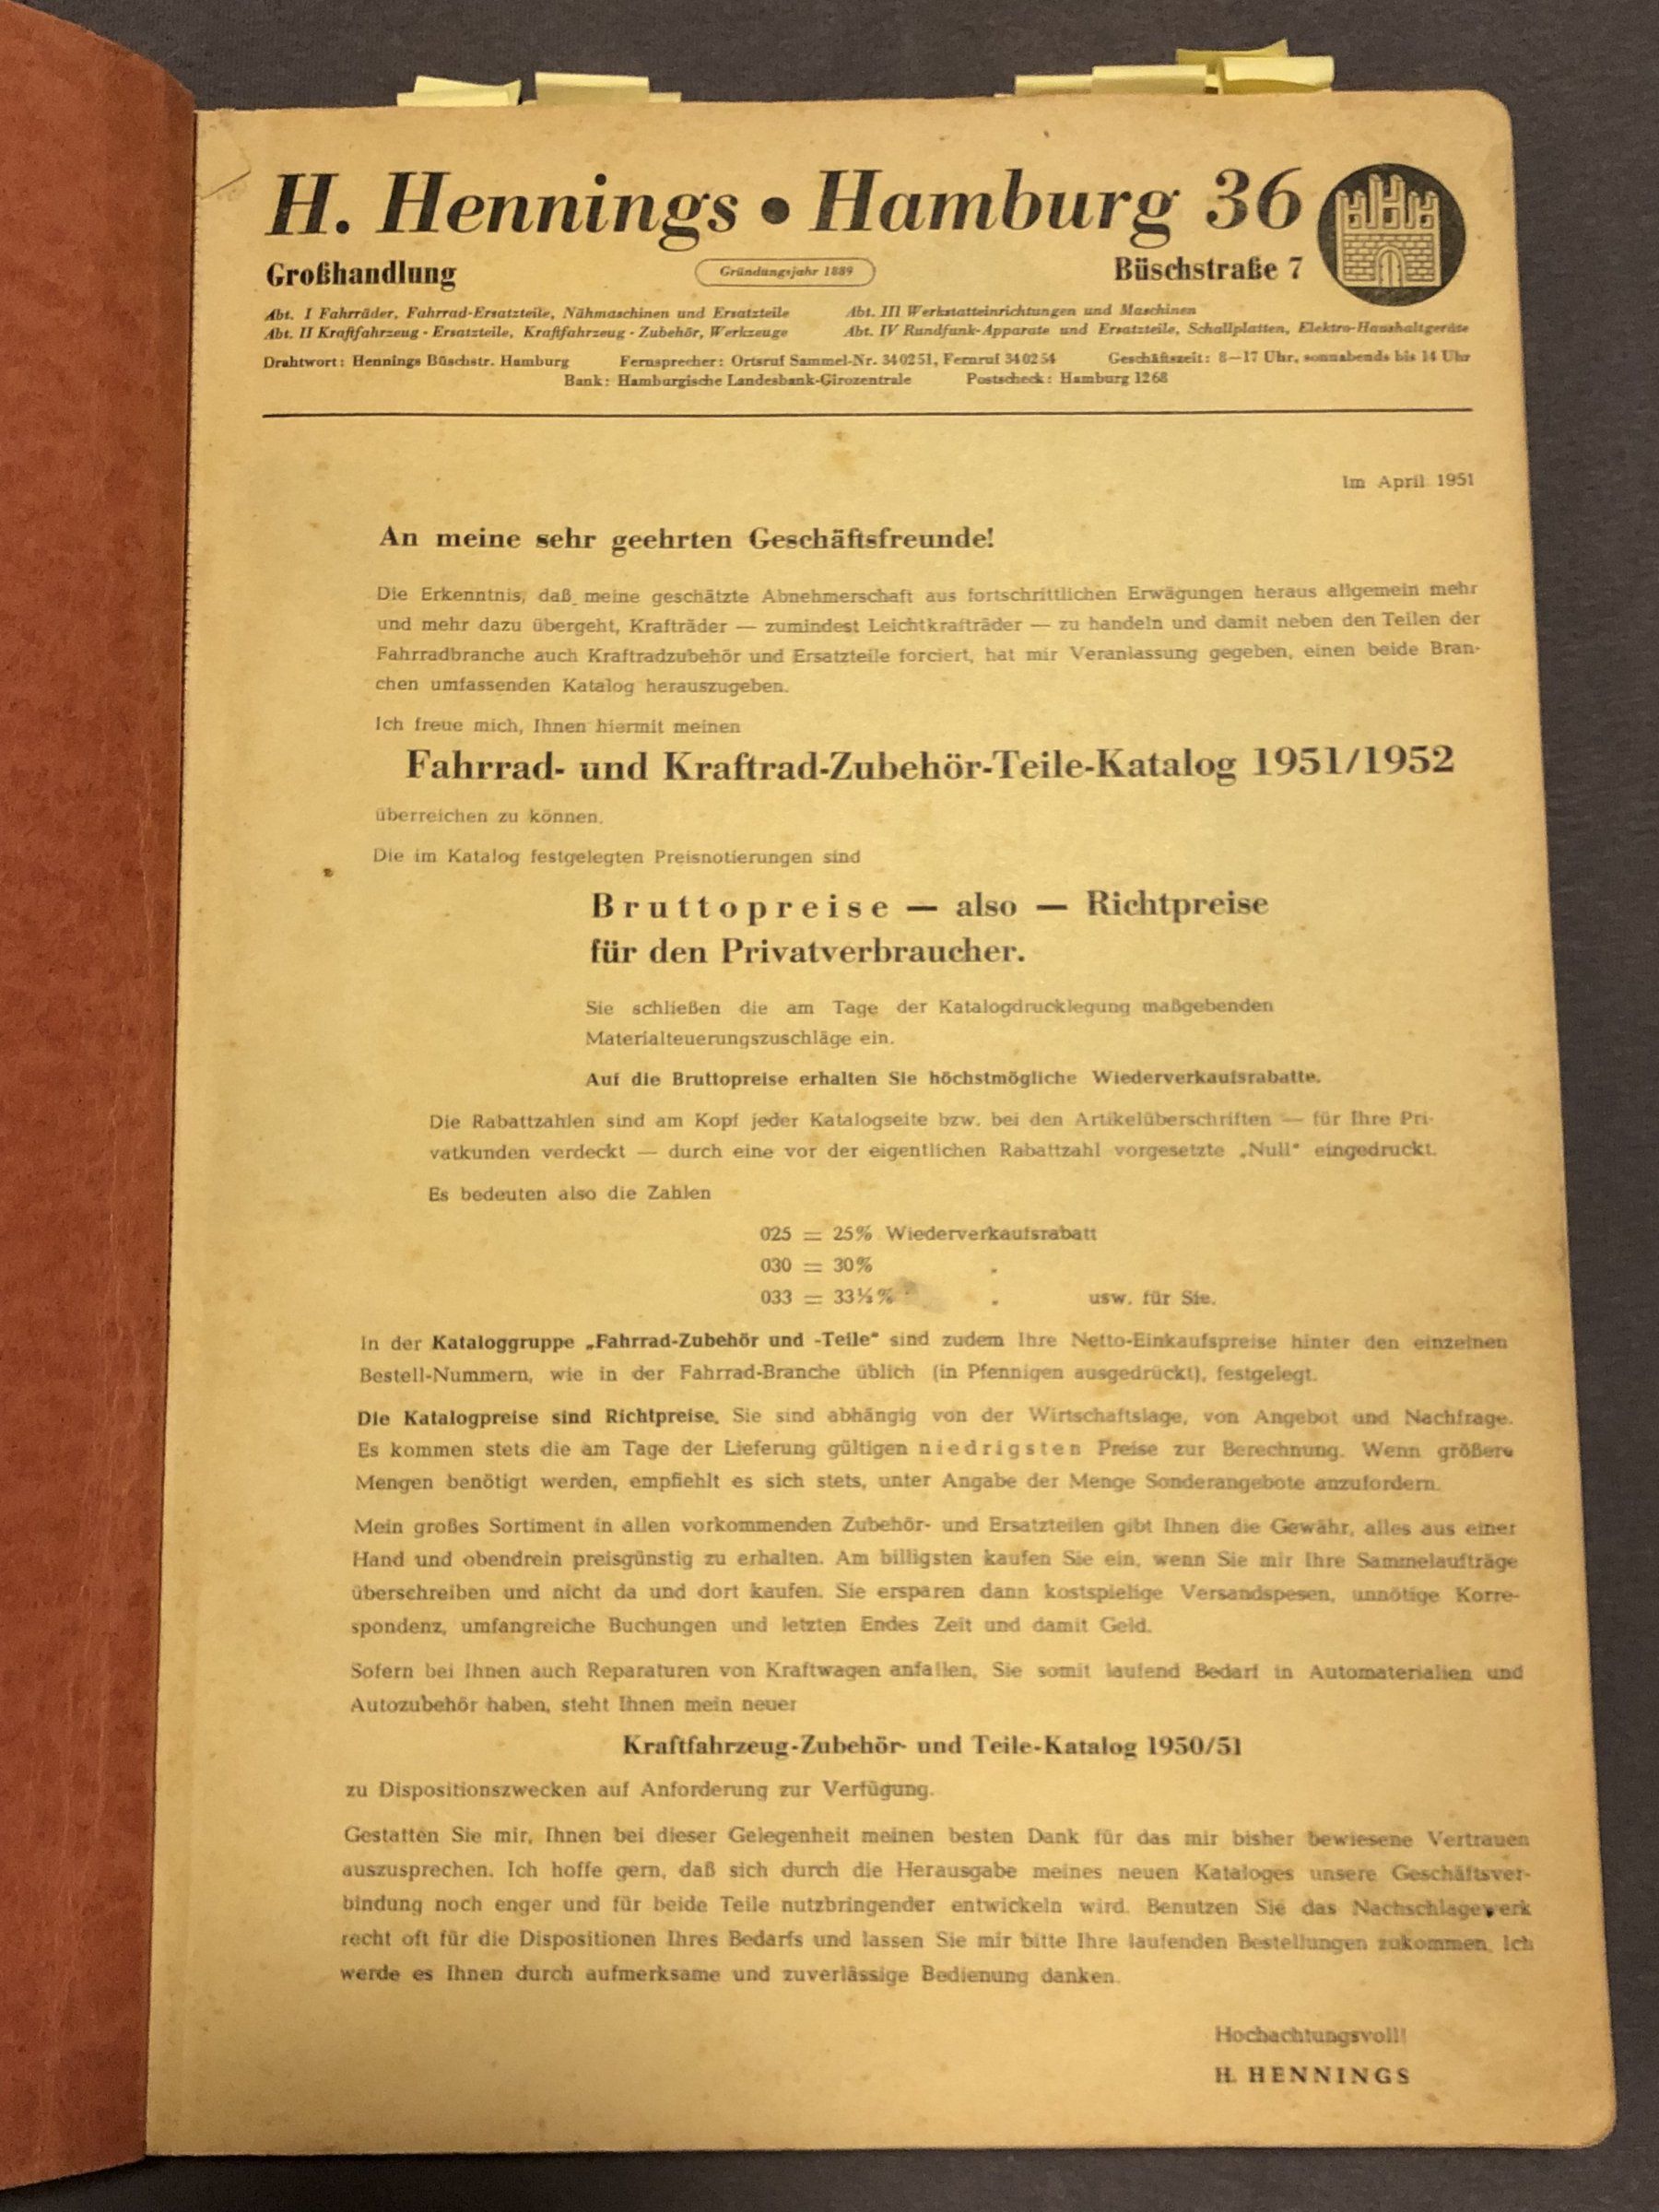 H. Hennings • Hamburg 36
Großhandlung
Gründungsjahr 1889
Büschstraße 7
Abt. I Fahrräder, Fahrrad-Ersatzteile, Nähmaschinen und Ersatzteile
Abt. III Werkstatteinrichtungen und Maschinen
Abt. II Kraftfahrzeug-Ersatzteile, Kraftfahrzeug-Zubehör, Werkzeuge
Abt. IV Rundfunk-Apparate und Ersatzteile, Schallplatten, Elektro-Haushaltgeräte
Drahtwort: Hennings Büschstr. Hamburg Fernsprecher: Ortsruf Sammel-Nr. 340251, Fernruf 340254 Geschäftszeit: 8—17 Uhr, sonnabends bis 14 Uhr
Bank: Hamburgische Landesbank-Girozentrale Postscheck: Hamburg 1268
Im April 1951
An meine sehr geehrten Geschäftsfreunde!
Die Erkenntnis, daß meine geschätzte Abnehmerschaft aus fortschrittlichen Erwägungen heraus allgemein mehr
und mehr dazu übergeht, Krafträder — zumindest Leichtkrafträder — zu handeln und damit neben den Teilen der
Fahrradbranche auch Kraftradzubehör und Ersatzteile forciert, hat mir Veranlassung gegeben, einen beide Bran-
chen umfassenden Katalog herauszugeben.
Ich freue mich, Ihnen hiermit meinen
Fahrrad- und Kraftrad-Zubehör-Teile-Katalog 1951/1952
überreichen zu können.
Die im Katalog festgelegten Preisnotierungen sind
Bruttopreise — also — Richtpreise
für den Privatverbraucher.
Sie schließen die am Tage der Katalogdrucklegung maßgebenden
Materialteuerungszuschläge ein.
Auf die Bruttopreise erhalten Sie höchstmögliche Wiederverkaufsrabatte.
Die Rabattzahlen sind am Kopf jeder Katalogseite bzw. bei den Artikelüberschriften — für Ihre Pri-
vatkunden verdeckt — durch eine vor der eigentlichen Rabattzahl vorgesetzte „Null“ eingedruckt.
Es bedeuten also die Zahlen
025 = 25% Wiederverkaufsrabatt
030 = 30% „
033 = 33⅓% „ usw. für Sie.
In der Kataloggruppe „Fahrrad-Zubehör und -Teile“ sind zudem Ihre Netto-Einkaufspreise hinter den einzelnen
Bestell-Nummern, wie in der Fahrrad-Branche üblich (in Pfennigen ausgedrückt), festgelegt.
Die Katalogpreise sind Richtpreise. Sie sind abhängig von der Wirtschaftslage, von Angebot und Nachfrage.
Es kommen stets die am Tage der Lieferung gültigen niedrigsten Preise zur Berechnung. Wenn größere
Mengen benötigt werden, empfiehlt es sich stets, unter Angabe der Menge Sonderangebote anzufordern.
Mein großes Sortiment in allen vorkommenden Zubehör- und Ersatzteilen gibt Ihnen die Gewähr, alles aus einer
Hand und obendrein preisgünstig zu erhalten. Am billigsten kaufen Sie ein, wenn Sie mir Ihre Sammelaufträge
überschreiben und nicht da und dort kaufen. Sie ersparen dann kostspielige Versandspesen, unnötige Korre-
spondenz, umfangreiche Buchungen und letzten Endes Zeit und damit Geld.
Sofern bei Ihnen auch Reparaturen von Kraftwagen anfallen, Sie somit laufend Bedarf in Automaterialien und
Autozubehör haben, steht Ihnen mein neuer
Kraftfahrzeug-Zubehör- und Teile-Katalog 1950/51
zu Dispositionszwecken auf Anforderung zur Verfügung.
Gestatten Sie mir, Ihnen bei dieser Gelegenheit meinen besten Dank für das mir bisher bewiesene Vertrauen
auszusprechen. Ich hoffe gern, daß sich durch die Herausgabe meines neuen Kataloges unsere Geschäftsver-
bindung noch enger und für beide Teile nutzbringender entwickeln wird. Benutzen Sie das Nachschlagewerk
recht oft für die Dispositionen Ihres Bedarfs und lassen Sie mir bitte Ihre laufenden Bestellungen zukommen. Ich
werde es Ihnen durch aufmerksame und zuverlässige Bedienung danken.
Hochachtungsvoll!
H. HENNINGS